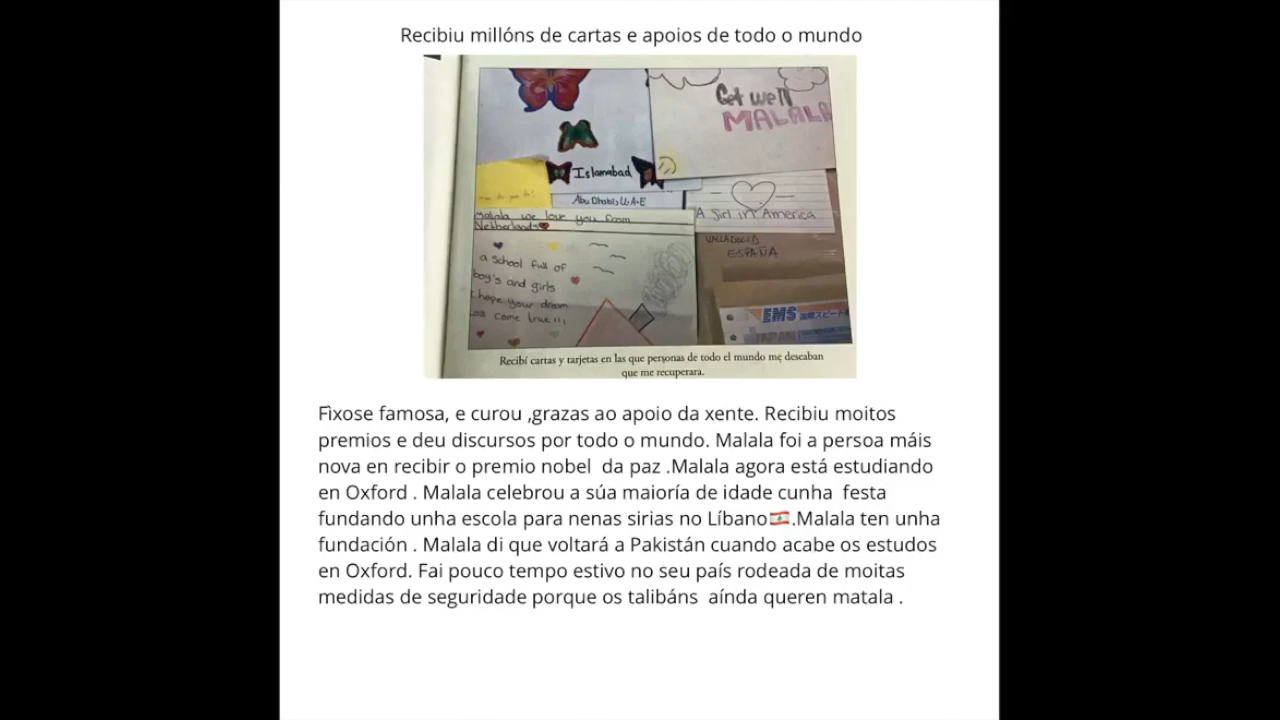 Recibiu millóns de cartas e apoios de todo o mundo
Get well
MALALA
Islamabad
Abu Dhabi, U.A.E
Malala we love you from
Netherlands
A Girl in America
VALLADOLID
ESPAÑA
a school full of
boy's and girls
I hope your dream
come true !!!
EMS 国際スピード
JAPAN
Recibí cartas y tarjetas en las que personas de todo el mundo me deseaban
que me recuperara.
Fixose famosa, e curou ,grazas ao apoio da xente. Recibiu moitos
premios e deu discursos por todo o mundo. Malala foi a persoa máis
nova en recibir o premio nobel  da paz .Malala agora está estudiando
en Oxford . Malala celebrou a súa maioría de idade cunha  festa
fundando unha escola para nenas sirias no Líbano🇱🇧.Malala ten unha
fundación . Malala di que voltará a Pakistán cuando acabe os estudos
en Oxford. Fai pouco tempo estivo no seu país rodeada de moitas
medidas de seguridade porque os talibáns  aínda queren matala .